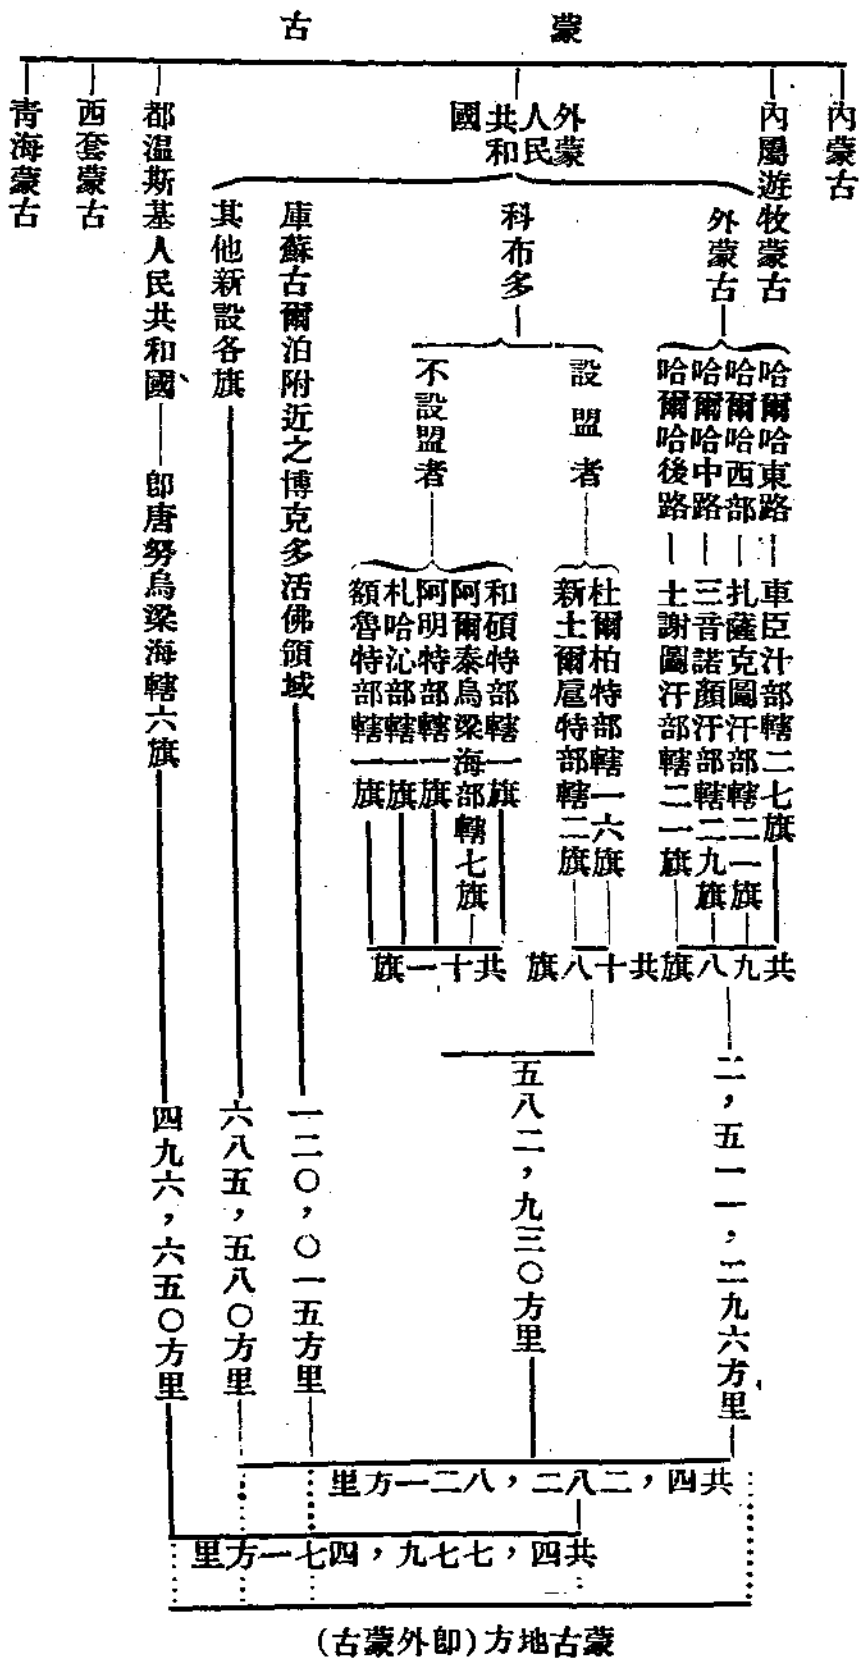 蒙古
內蒙古
內屬遊牧蒙古
外蒙人民共和國
外蒙古
哈爾哈東路
車臣汁部轄二七旗
哈爾哈西部
扎薩克圖汗部轄二一旗
哈爾哈中路
三音諾顏汗部轄二九旗
哈爾哈後路
土謝圖汗部轄二一旗
共九八旗
二，五一一，二九六方里
科布多
設盟者
杜爾柏特部轄一六旗
新土爾扈特部轄二旗
共十八旗
不設盟者
和碩特部轄一旗
阿爾泰烏梁海部轄七旗
阿明特部轄一旗
札哈沁部轄一旗
額魯特部轄一旗
共十一旗
五八二，九三〇方里
庫蘇古爾泊附近之博克多活佛領域
一二〇，〇一五方里
其他新設各旗
六八五，五八〇方里
共四，二八二，八二一方里
都温斯基人民共和國、——卽唐努烏梁海轄六旗
四九六，六五〇方里
共四，七七九，四七一方里
西套蒙古
青海蒙古
蒙古地方(卽外蒙古)